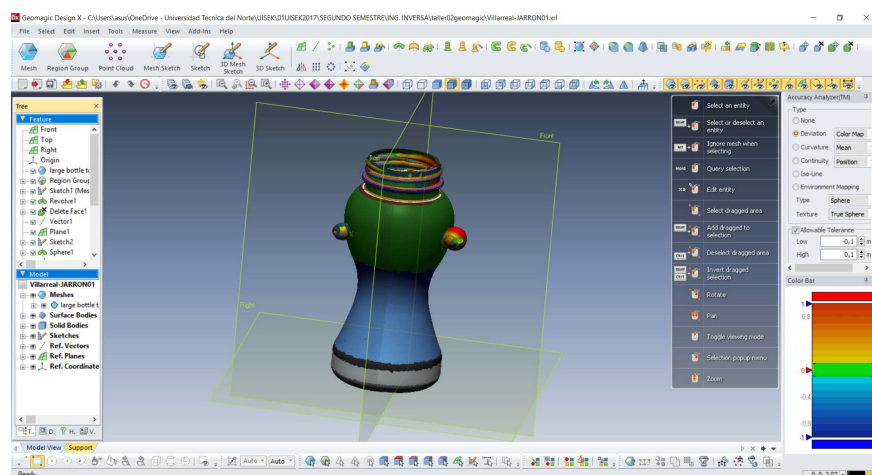 Geomagic Design X - C:\Users\asus\OneDrive - Universidad Tecnica del Norte\UISEK\01UISEK2017\SEGUNDO SEMESTRE\ING. INVERSA\taller02geomagic\Villarreal-JARRON01.xrl
File Select Edit Insert Tools Measure View Add-Ins Help
Mesh Region Group Point Cloud Mesh Sketch Sketch 3D Mesh Sketch 3D Sketch
Tree
Feature
Front
Top
Right
Origin
large bottle to
Region Group
Sketch1 (Mes
Revolve1
Delete Face1
Vector1
Plane1
Sketch2
Sphere1
Model
Villarreal-JARRON01
Meshes
large bottle t
Surface Bodies
Solid Bodies
Sketches
Ref. Vectors
Ref. Planes
Ref. Coordinate
T.. D. H. V.
Model View Support
Auto Auto
Ready
Front
Top
Right
Select an entity
Select or deselect an entity
Ignore mesh when selecting
Query selection
Edit entity
Select dragged area
Add dragged to selection
Deselect dragged area
Invert dragged selection
Rotate
Pan
Toggle viewing mode
Selection popup menu
Zoom
Accuracy Analyzer(TM)
Type
None
Deviation Color Map
Curvature Mean
Continuity Position
Iso-Line
Environment Mapping
Type Sphere
Texture True Sphere
Allowable Tolerance
Low -0,1 m
High 0,1 m
Color Bar
1
0,8
0
-0,4
-0,8
-1